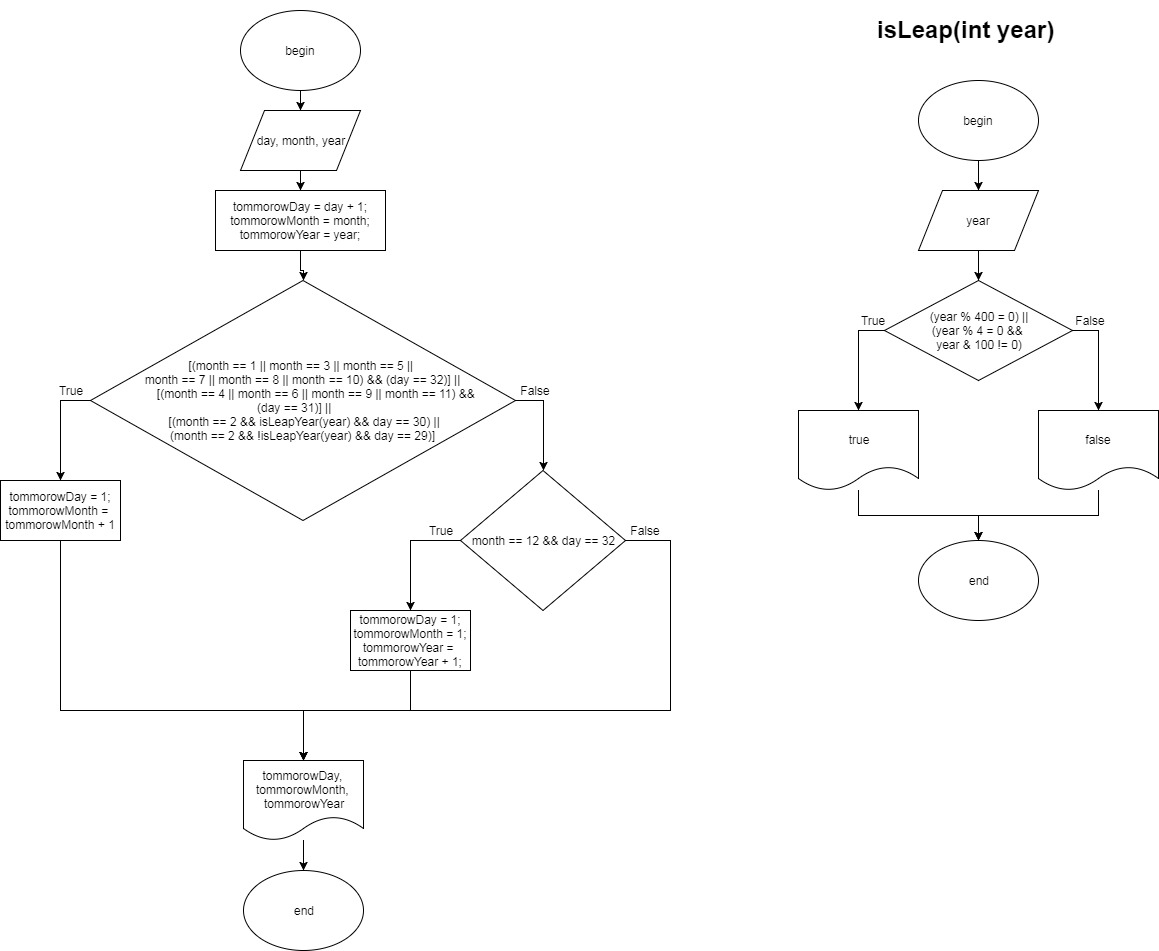 begin
day, month, year
tommorowDay = day + 1;
tommorowMonth = month;
tommorowYear = year;
[(month == 1 || month == 3 || month == 5 ||
month == 7 || month == 8 || month == 10) && (day == 32)] ||
[(month == 4 || month == 6 || month == 9 || month == 11) &&
(day == 31)] ||
[(month == 2 && isLeapYear(year) && day == 30) ||
(month == 2 && !isLeapYear(year) && day == 29)]
True
False
tommorowDay = 1;
tommorowMonth =
tommorowMonth + 1
month == 12 && day == 32
True
False
tommorowDay = 1;
tommorowMonth = 1;
tommorowYear =
tommorowYear + 1;
tommorowDay,
tommorowMonth,
tommorowYear
end
isLeap(int year)
begin
year
(year % 400 = 0) ||
(year % 4 = 0 &&
year & 100 != 0)
True
False
true
false
end